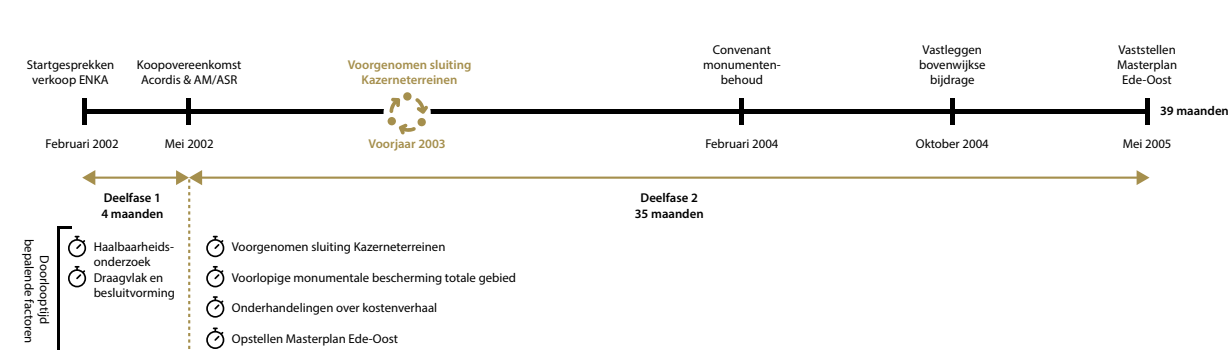 Startgesprekken
verkoop ENKA
Koopovereenkomst
Acordis & AM/ASR
Voorgenomen sluiting
Kazerneterreinen
Convenant
monumenten-
behoud
Vastleggen
bovenwijkse
bijdrage
Vaststellen
Masterplan
Ede-Oost
39 maanden
Februari 2002
Mei 2002
Voorjaar 2003
Februari 2004
Oktober 2004
Mei 2005
Deelfase 1
4 maanden
Deelfase 2
35 maanden
Doorlooptijd
bepalende factoren
Haalbaarheids-
onderzoek
Draagvlak en
besluitvorming
Voorgenomen sluiting Kazerneterreinen
Voorlopige monumentale bescherming totale gebied
Onderhandelingen over kostenverhaal
Opstellen Masterplan Ede-Oost